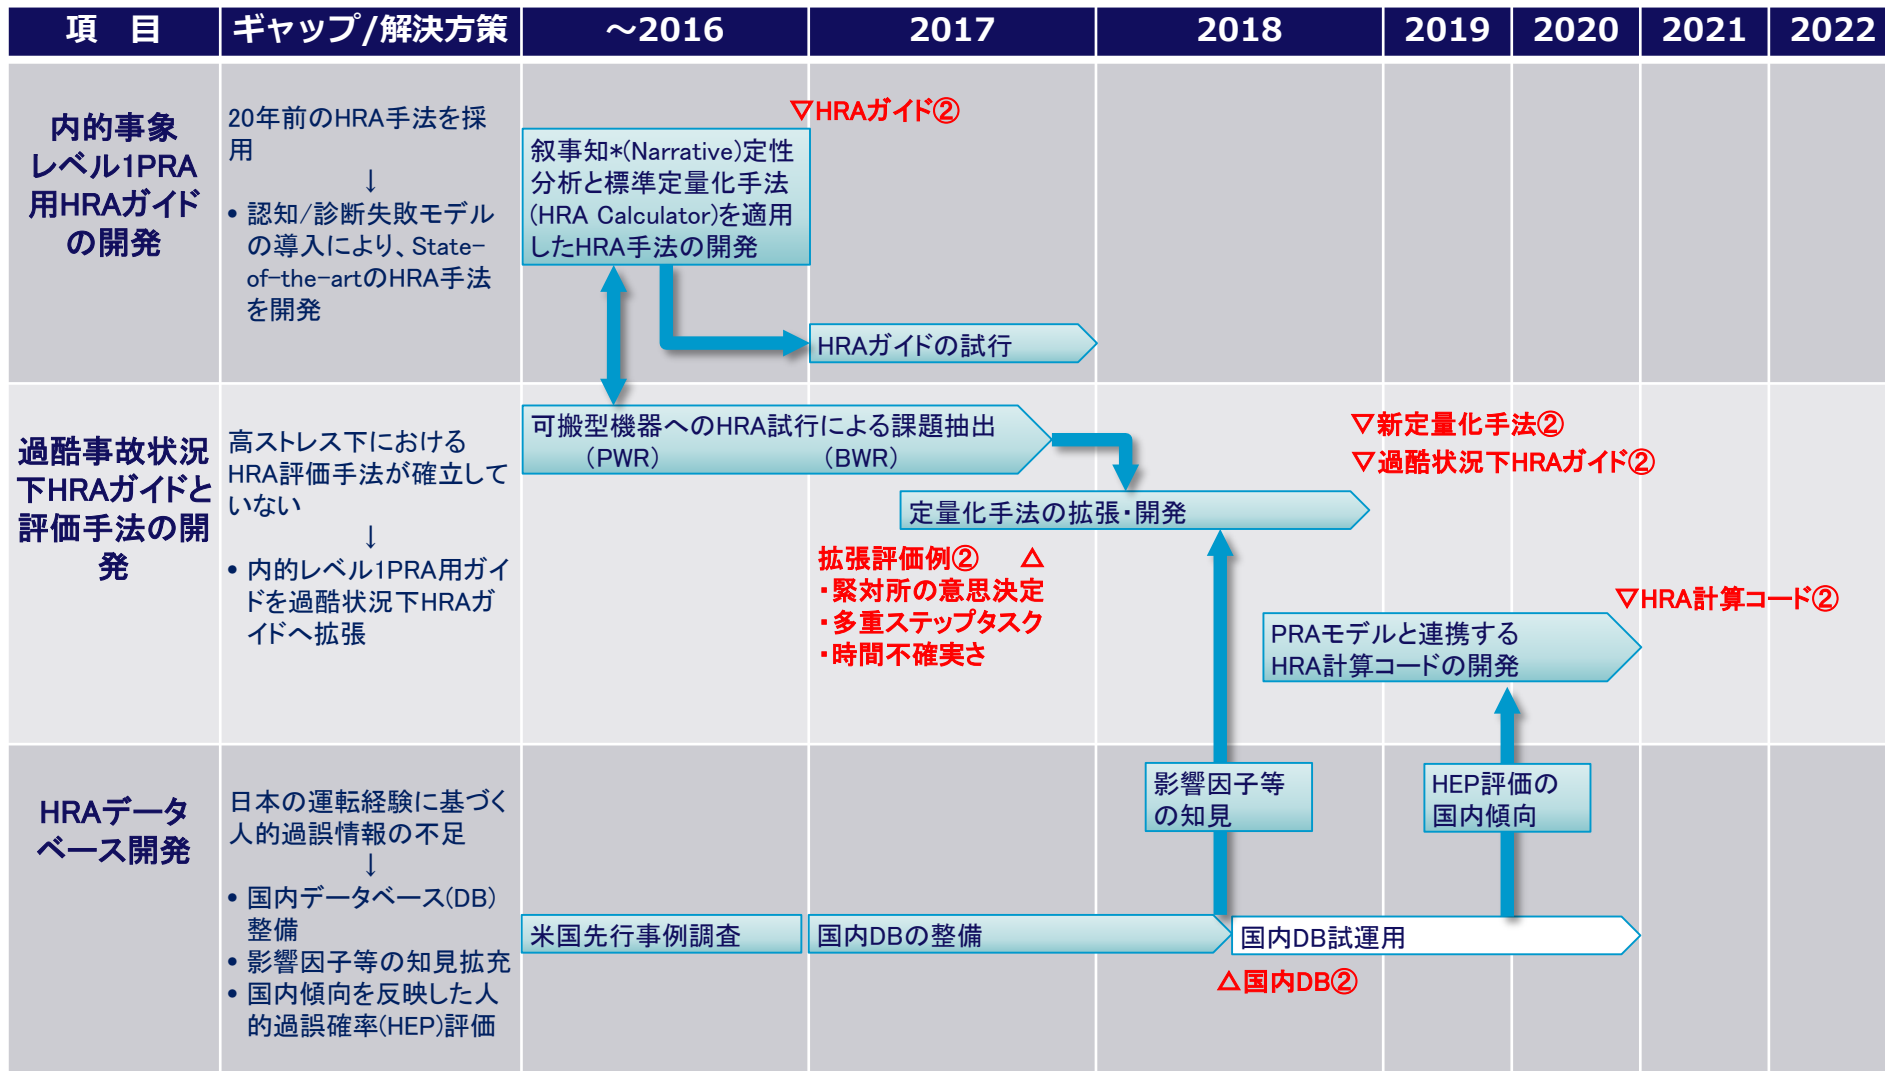 項　目
ギャップ/解決方策
～2016
2017
2018
2019
2020
2021
2022
内的事象
レベル1PRA
用HRAガイド
の開発
20年前のHRA手法を採
用
↓
• 認知/診断失敗モデル
の導入により、State-
of-the-artのHRA手法
を開発
▽HRAガイド②
叙事知*(Narrative)定性
分析と標準定量化手法
(HRA Calculator)を適用
したHRA手法の開発
HRAガイドの試行
過酷事故状況
下HRAガイドと
評価手法の開
発
高ストレス下における
HRA評価手法が確立して
いない
↓
• 内的レベル1PRA用ガイ
ドを過酷状況下HRAガ
イドへ拡張
可搬型機器へのHRA試行による課題抽出
（PWR）　　　　　　（BWR）
▽新定量化手法②
▽過酷状況下HRAガイド②
定量化手法の拡張・開発
拡張評価例②　△
・緊対所の意思決定
・多重ステップタスク
・時間不確実さ
▽HRA計算コード②
PRAモデルと連携する
HRA計算コードの開発
HRAデータ
ベース開発
日本の運転経験に基づく
人的過誤情報の不足
↓
• 国内データベース(DB)
整備
• 影響因子等の知見拡充
• 国内傾向を反映した人
的過誤確率(HEP)評価
影響因子等
の知見
HEP評価の
国内傾向
米国先行事例調査
国内DBの整備
国内DB試運用
△国内DB②